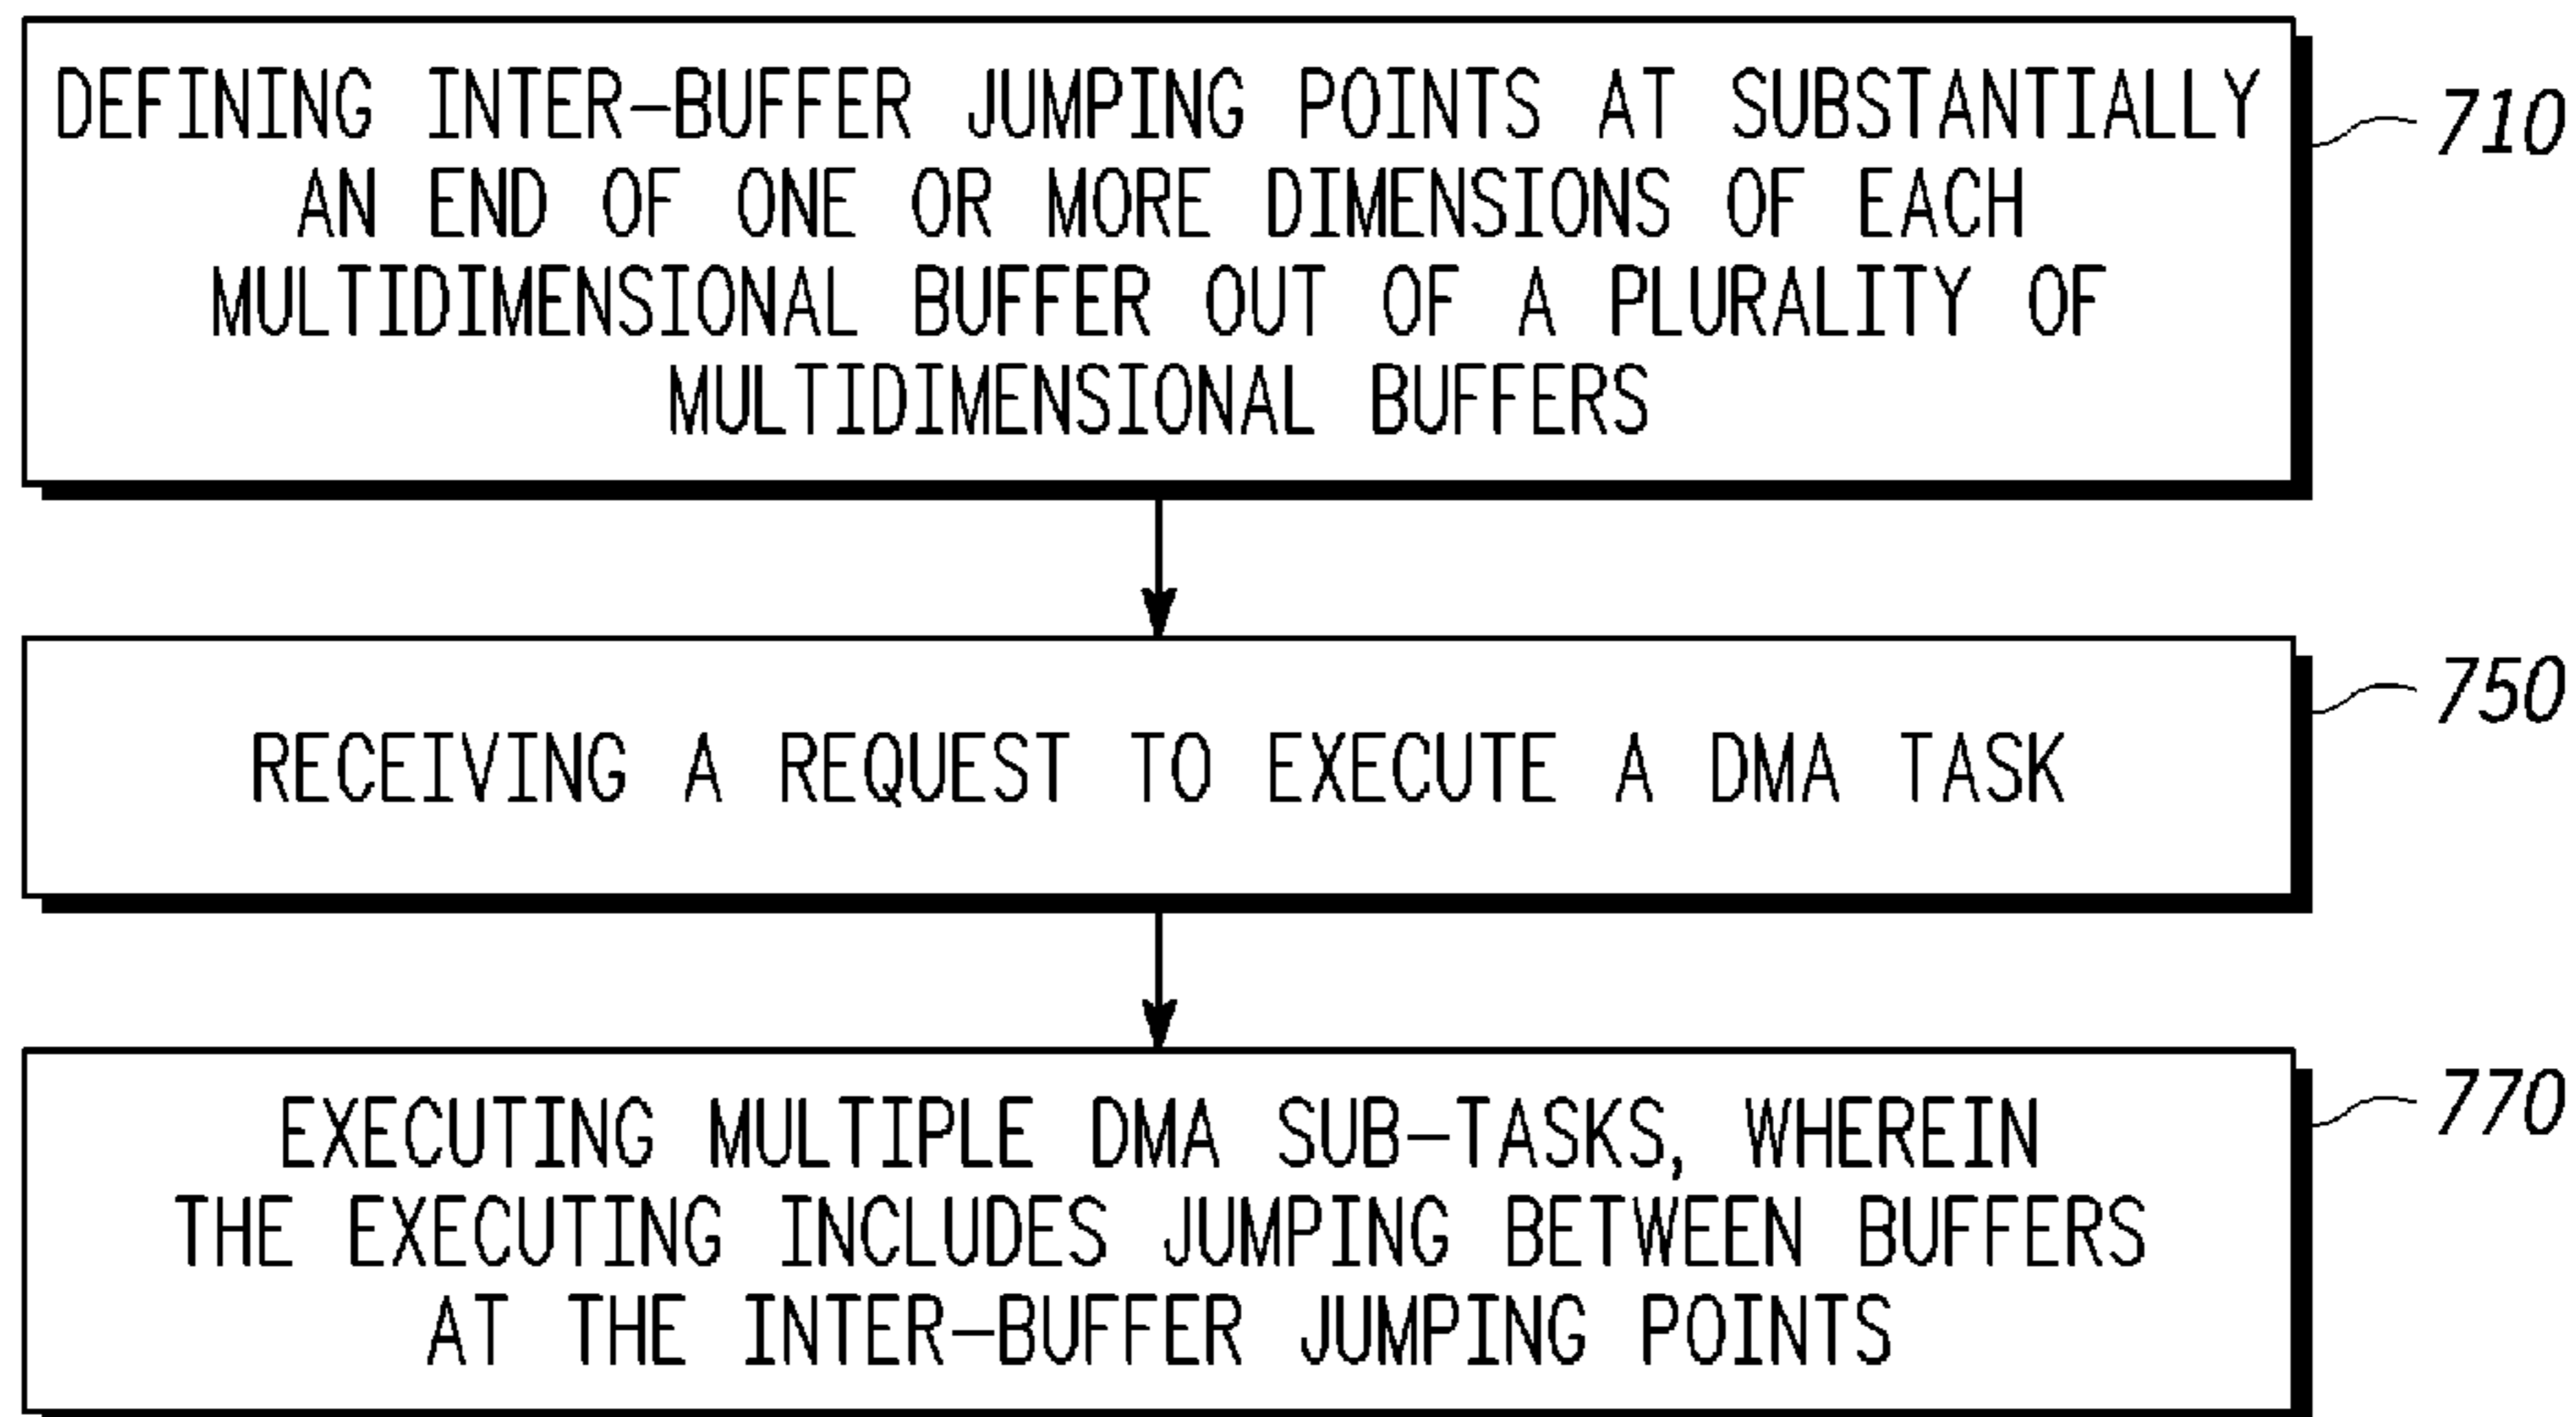 DEFINING INTER-BUFFER JUMPING POINTS AT SUBSTANTIALLY
AN END OF ONE OR MORE DIMENSIONS OF EACH
MULTIDIMENSIONAL BUFFER OUT OF A PLURALITY OF
MULTIDIMENSIONAL BUFFERS
710
RECEIVING A REQUEST TO EXECUTE A DMA TASK
750
EXECUTING MULTIPLE DMA SUB-TASKS, WHEREIN
THE EXECUTING INCLUDES JUMPING BETWEEN BUFFERS
AT THE INTER-BUFFER JUMPING POINTS
770